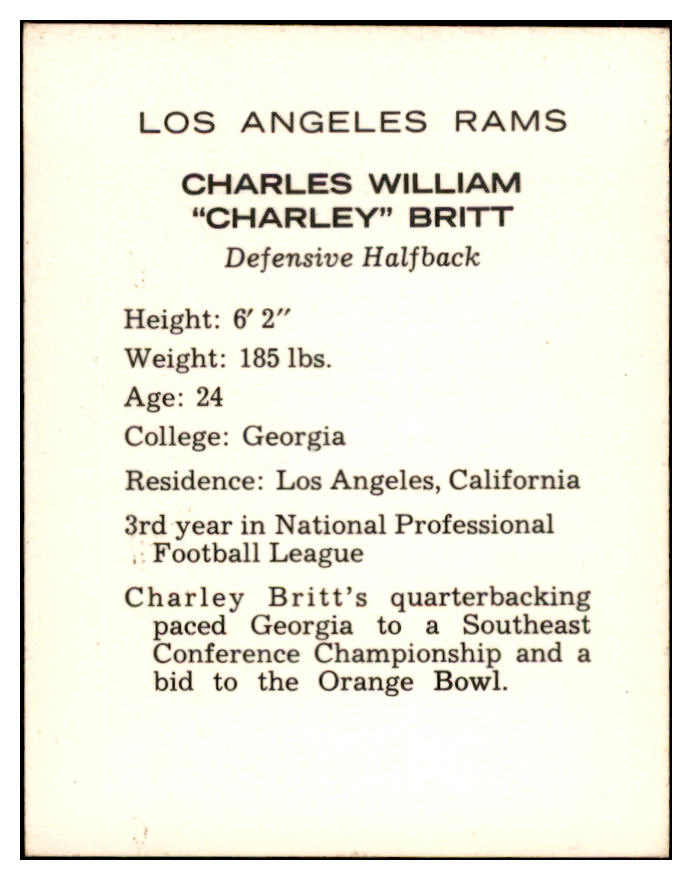 LOS ANGELES RAMS
CHARLES WILLIAM
“CHARLEY” BRITT
Defensive Halfback
Height: 6′ 2″
Weight: 185 lbs.
Age: 24
College: Georgia
Residence: Los Angeles, California
3rd year in National Professional
Football League
Charley Britt's quarterbacking
paced Georgia to a Southeast
Conference Championship and a
bid to the Orange Bowl.